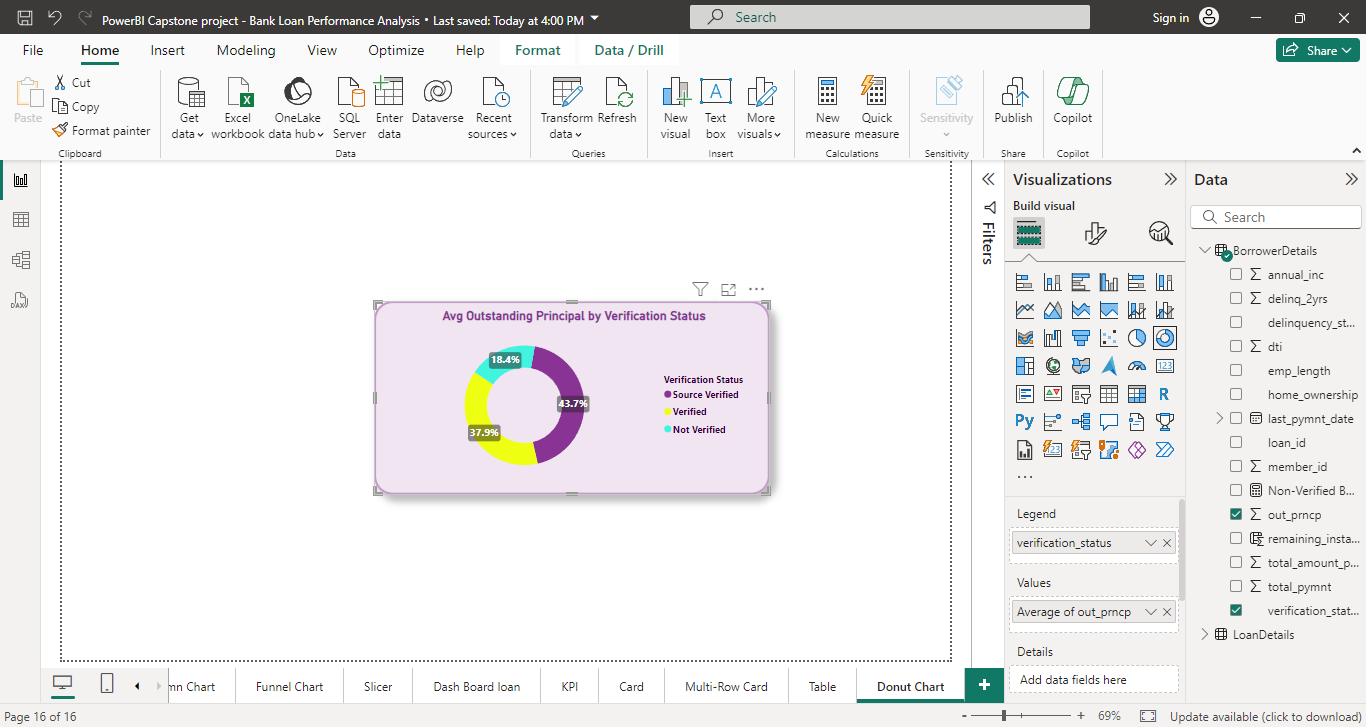 PowerBI Capstone project - Bank Loan Performance Analysis • Last saved: Today at 4:00 PM
Search
Sign in
File
Home
Insert
Modeling
View
Optimize
Help
Format
Data / Drill
Share
Paste
Cut
Copy
Format painter
Clipboard
Get data
Excel workbook
OneLake data hub
SQL Server
Enter data
Dataverse
Recent sources
Data
Transform data
Refresh
Queries
New visual
Text box
More visuals
Insert
New measure
Quick measure
Calculations
Sensitivity
Sensitivity
Publish
Share
Copilot
Copilot
Avg Outstanding Principal by Verification Status
18.4%
43.7%
37.9%
Verification Status
Source Verified
Verified
Not Verified
Filters
Visualizations
Build visual
123
R
Py
123
...
Legend
verification_status
Values
Average of out_prncp
Details
Add data fields here
Data
Search
BorrowerDetails
annual_inc
delinq_2yrs
delinquency_st...
dti
emp_length
home_ownership
last_pymnt_date
loan_id
member_id
Non-Verified B...
out_prncp
remaining_insta...
total_amount_p...
total_pymnt
verification_stat...
LoanDetails
DAX
mn Chart
Funnel Chart
Slicer
Dash Board loan
KPI
Card
Multi-Row Card
Table
Donut Chart
Page 16 of 16
- + 69%
Update available (click to download)